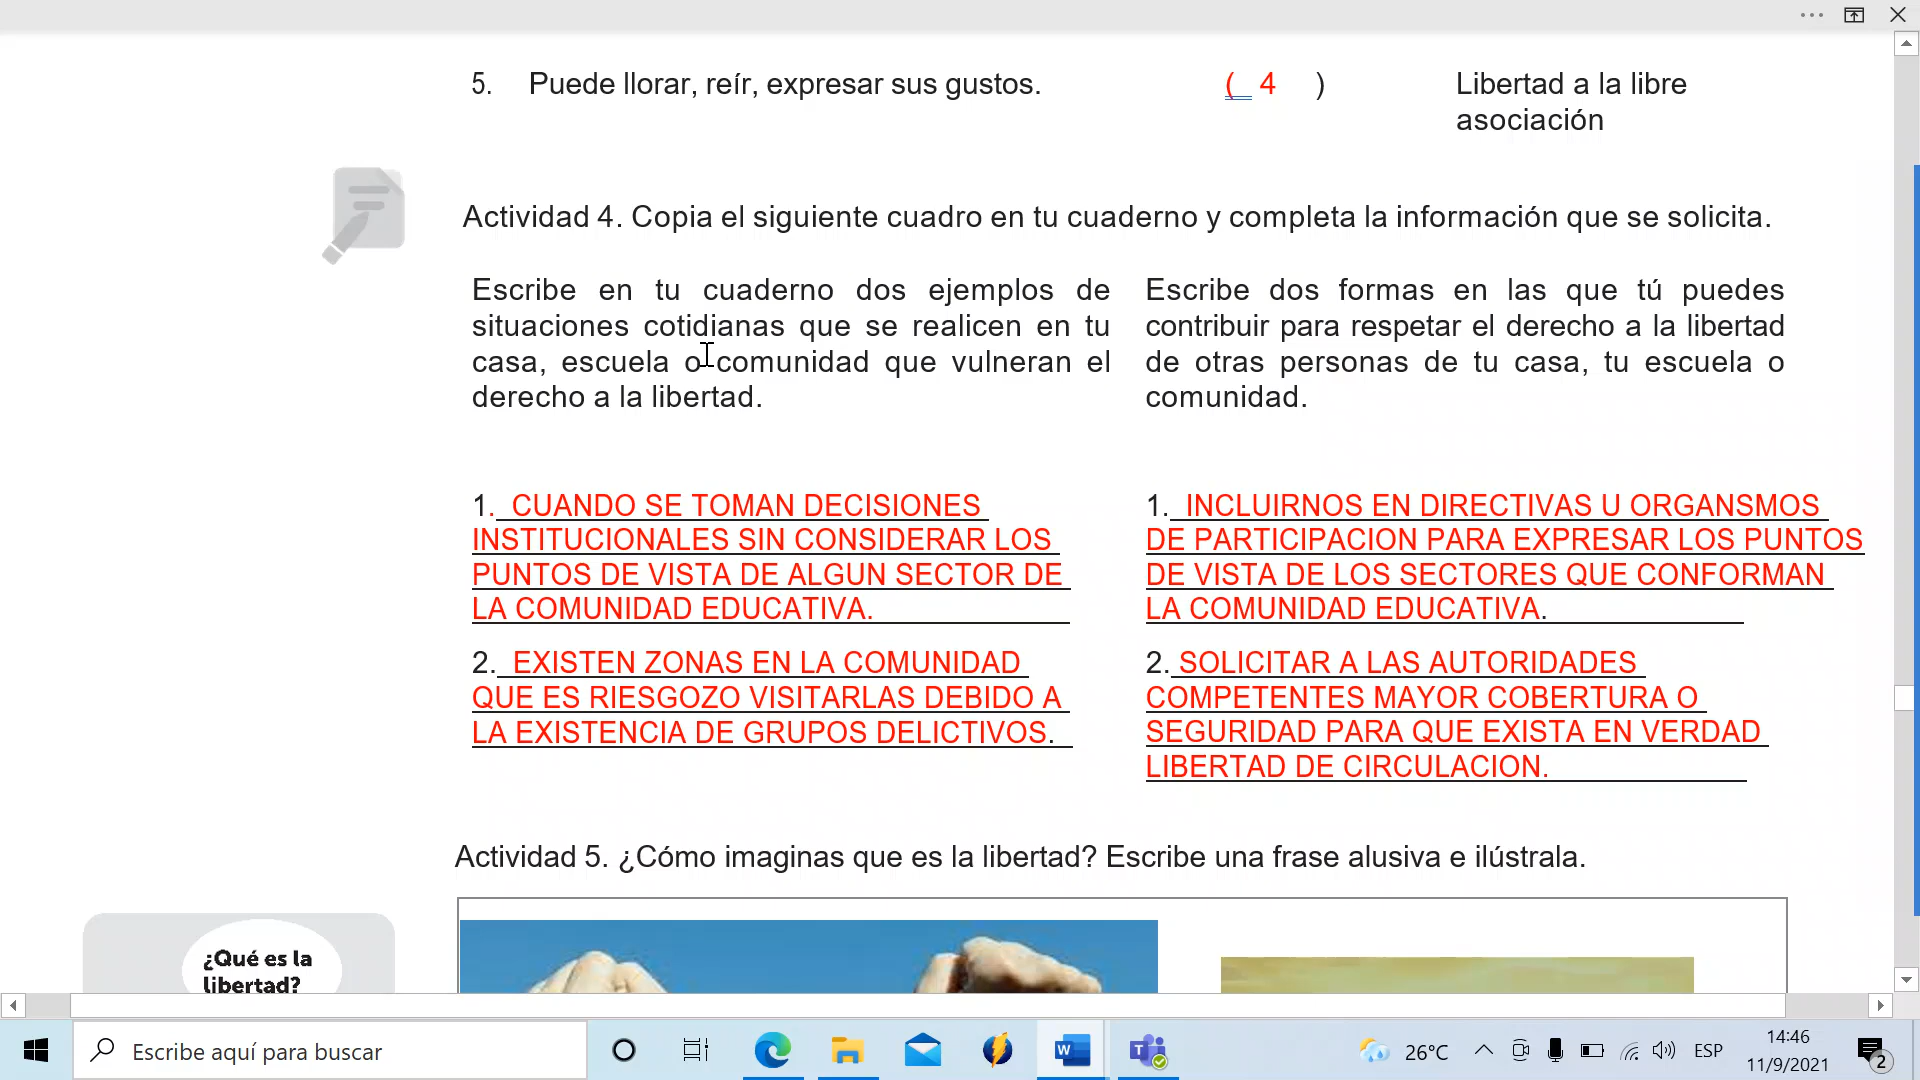 5. Puede llorar, reír, expresar sus gustos. ( 4 ) Libertad a la libre
asociación
Actividad 4. Copia el siguiente cuadro en tu cuaderno y completa la información que se solicita.
Escribe en tu cuaderno dos ejemplos de
situaciones cotidianas que se realicen en tu
casa, escuela o comunidad que vulneran el
derecho a la libertad.
Escribe dos formas en las que tú puedes
contribuir para respetar el derecho a la libertad
de otras personas de tu casa, tu escuela o
comunidad.
1. CUANDO SE TOMAN DECISIONES
INSTITUCIONALES SIN CONSIDERAR LOS
PUNTOS DE VISTA DE ALGUN SECTOR DE
LA COMUNIDAD EDUCATIVA.
2. EXISTEN ZONAS EN LA COMUNIDAD
QUE ES RIESGOZO VISITARLAS DEBIDO A
LA EXISTENCIA DE GRUPOS DELICTIVOS.
1. INCLUIRNOS EN DIRECTIVAS U ORGANSMOS
DE PARTICIPACION PARA EXPRESAR LOS PUNTOS
DE VISTA DE LOS SECTORES QUE CONFORMAN
LA COMUNIDAD EDUCATIVA.
2. SOLICITAR A LAS AUTORIDADES
COMPETENTES MAYOR COBERTURA O
SEGURIDAD PARA QUE EXISTA EN VERDAD
LIBERTAD DE CIRCULACION.
Actividad 5. ¿Cómo imaginas que es la libertad? Escribe una frase alusiva e ilústrala.
¿Qué es la
libertad?
Escribe aquí para buscar
26°C
ESP
14:46
11/9/2021
2